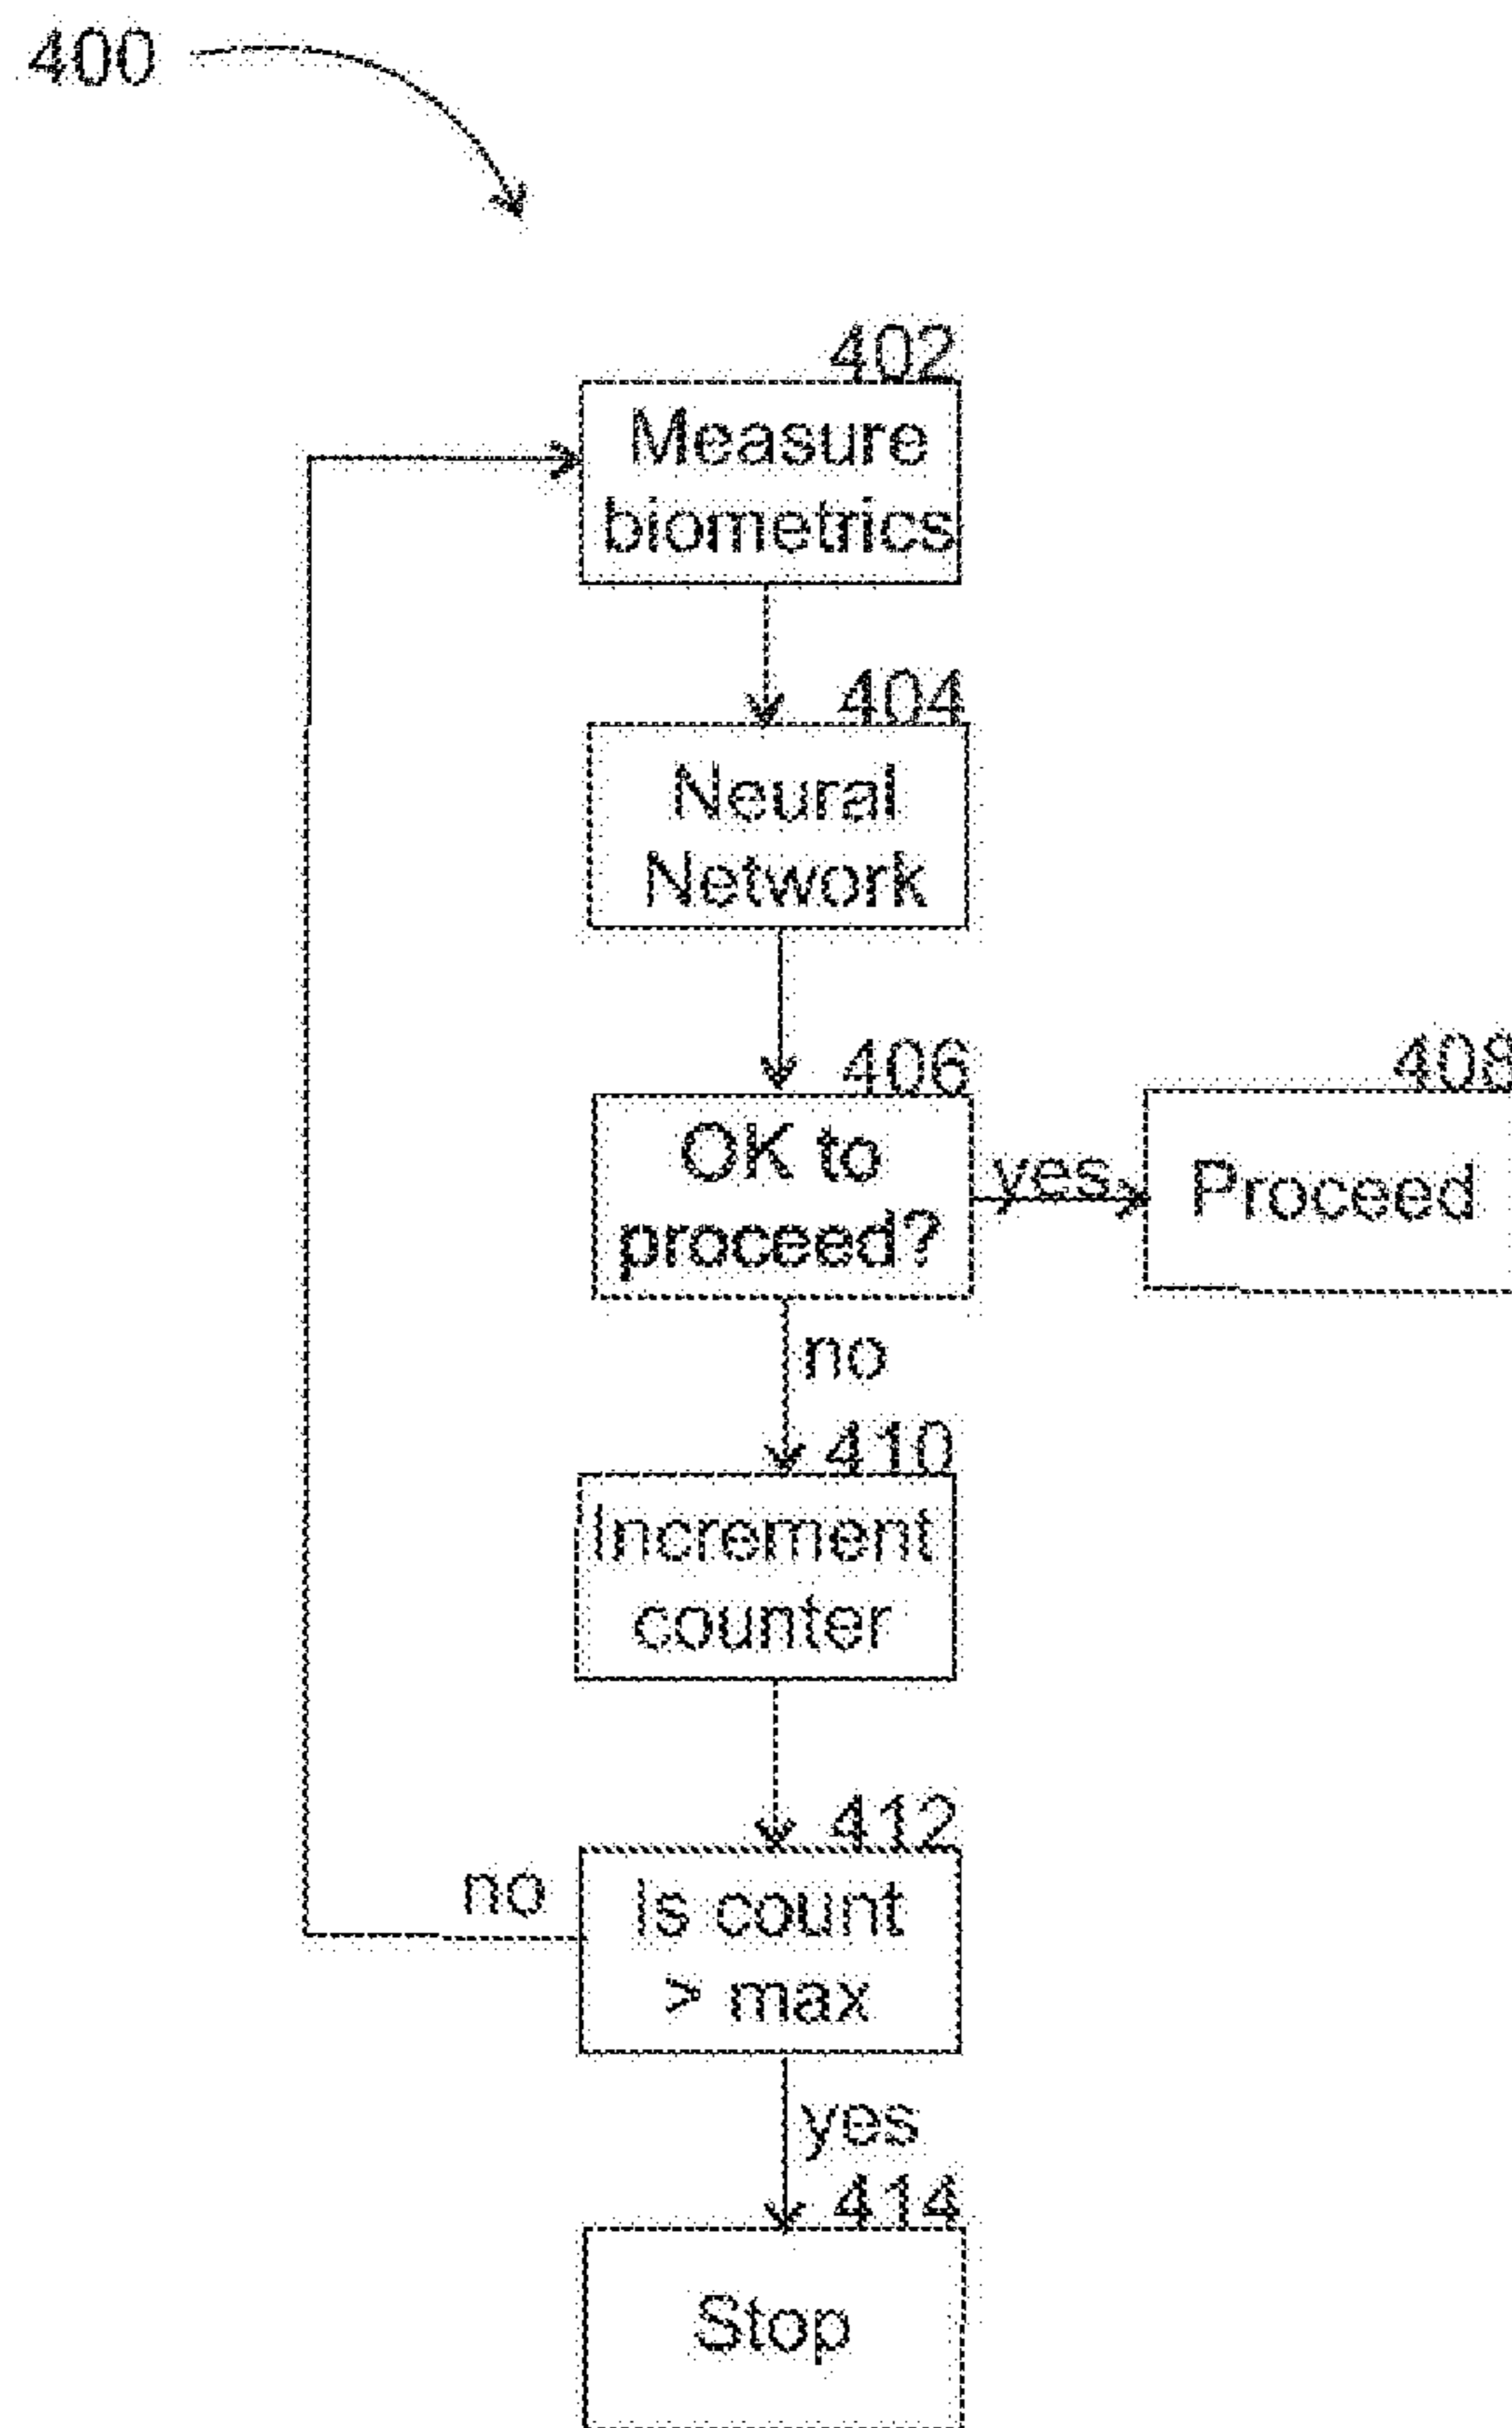 400
402
Measure
biometrics
404
Neural
Network
406
OK to
proceed?
yes
408
Proceed
no
410
Increment
counter
412
no
Is count
> max
yes
414
Stop